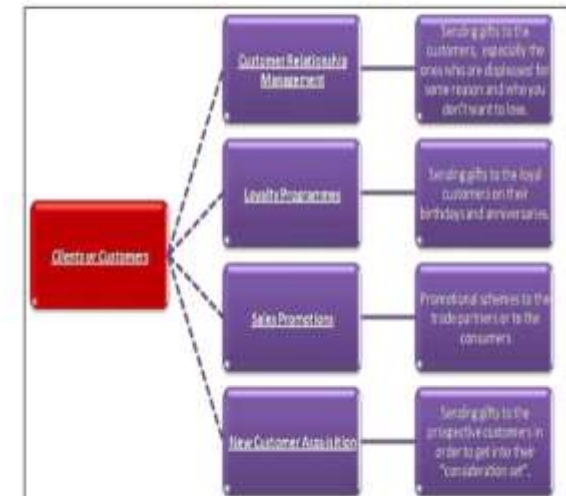 Customer Relationship
Management
Sending gifts to the
customers, especially the
ones who are displeased for
some reason and who you
don't want to lose.
Loyalty Programmes
Sending gifts to the loyal
customers on their
birthdays and anniversaries.
Clients or Customers
Sales Promotions
Promotional schemes to the
trade partners or to the
consumers
New Customer Acquisition
Sending gifts to the
prospective customers in
order to get into their
"consideration set".